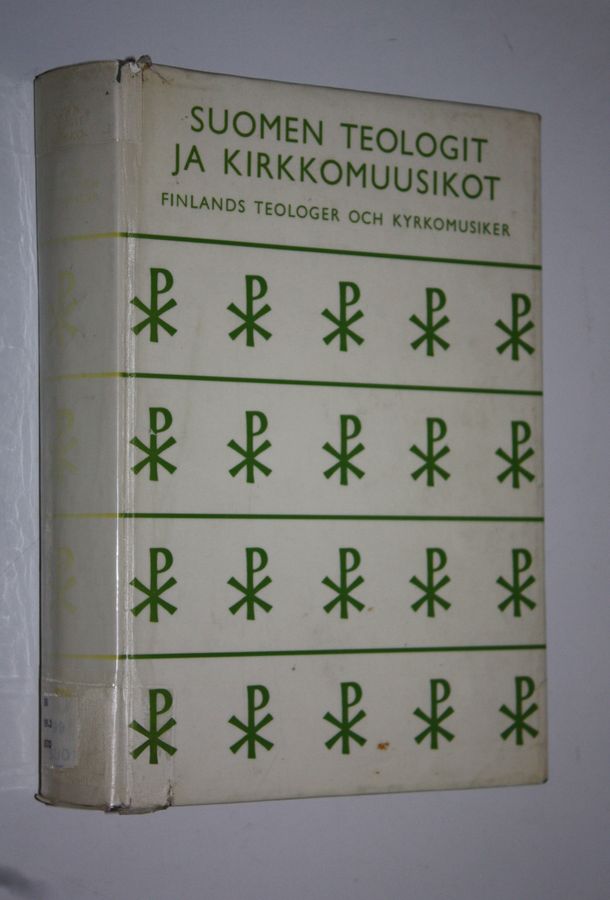 SUOMEN TEOLOGIT
JA KIRKKOMUUSIKOT
FINLANDS TEOLOGER OCH KYRKOMUSIKER